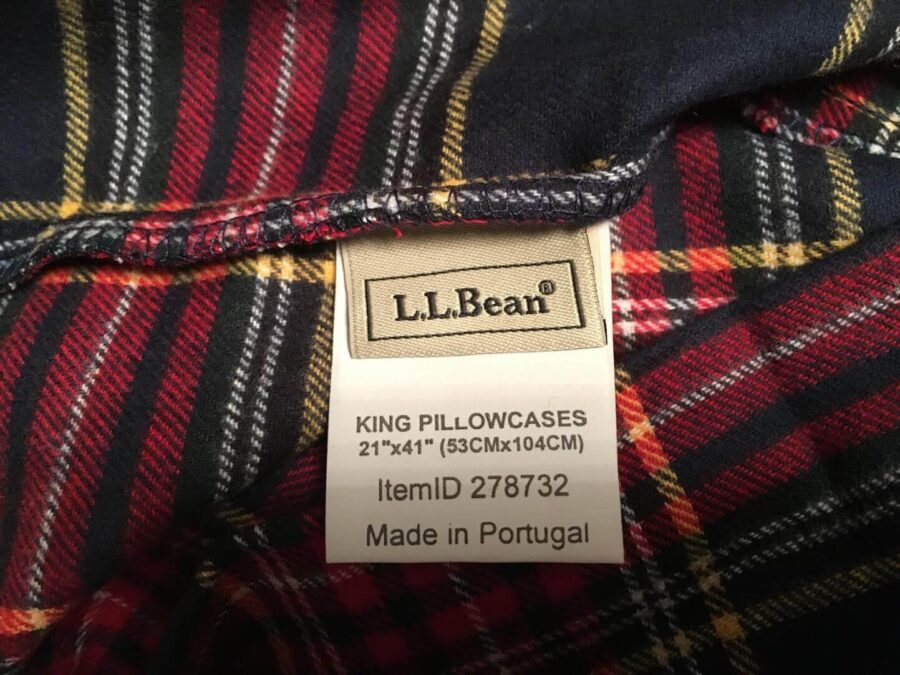 L.L.Bean®
KING PILLOWCASES
21"x41" (53CMx104CM)
ItemID 278732
Made in Portugal